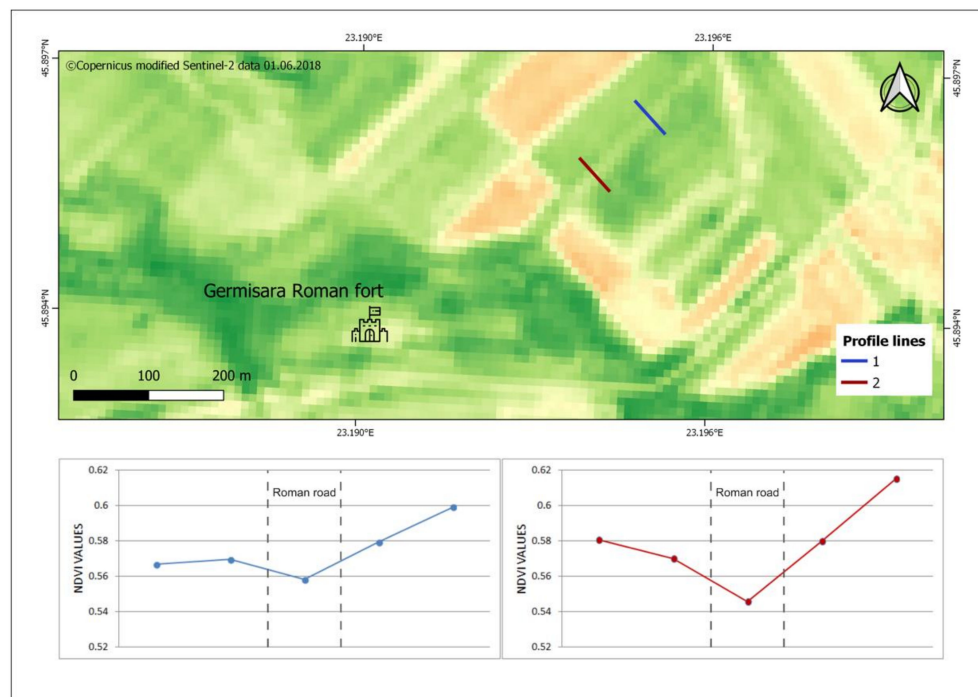 23.190°E 23.196°E
45.897°N
45.897°N
©Copernicus modified Sentinel-2 data 01.06.2018
Germisara Roman fort
45.894°N
45.894°N
Profile lines
1
2
0 100 200 m
23.190°E 23.196°E
0.62
0.6
0.58
0.56
0.54
0.52
NDVI VALUES
Roman road
0.62
0.6
0.58
0.56
0.54
0.52
NDVI VALUES
Roman road